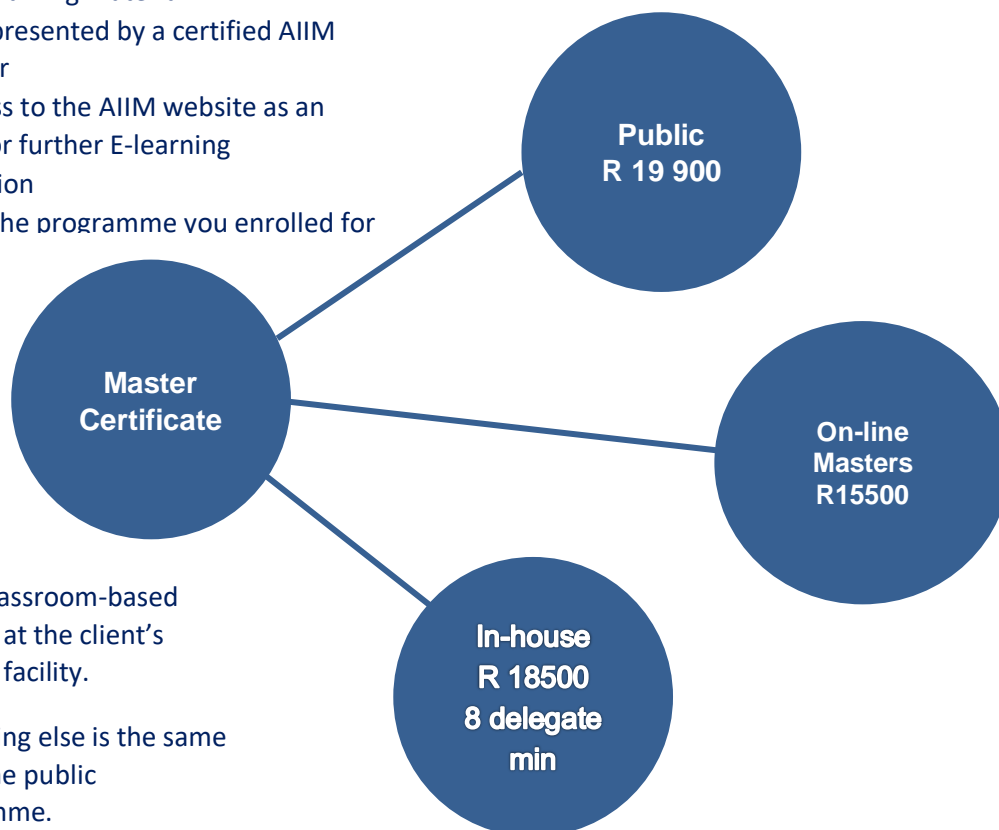 presented by a certified AIIM
ss to the AIIM website as an
or further E-learning
he programme you enrolled for
Public
R 19 900
Master
Certificate
On-line
Masters
R15500
assroom-based
at the client's
facility.
In-house
R 18500
8 delegate
min
ng else is the same
e public
mme.